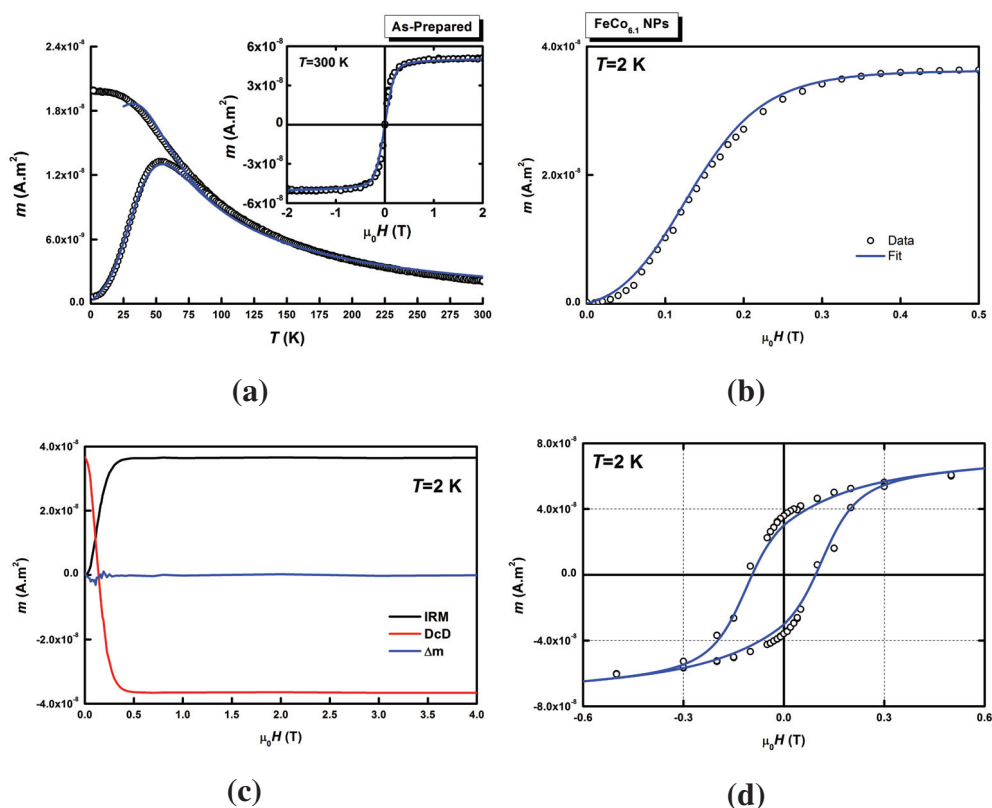 As-Prepared
m (A.m²)
2.4x10⁻⁸
1.8x10⁻⁸
1.2x10⁻⁸
6.0x10⁻⁹
0.0
0 25 50 75 100 125 150 175 200 225 250 275 300
T (K)
T=300 K
m (A.m²)
6x10⁻⁸
3x10⁻⁸
0
-3x10⁻⁸
-6x10⁻⁸
-2 -1 0 1 2
μ₀H (T)
(a)
FeCo₆.₁ NPs
T=2 K
m (A.m²)
4.0x10⁻⁸
2.0x10⁻⁸
0.0
Data
Fit
0.0 0.1 0.2 0.3 0.4 0.5
μ₀H (T)
(b)
m (A.m²)
4.0x10⁻⁸
2.0x10⁻⁸
0.0
-2.0x10⁻⁸
-4.0x10⁻⁸
T=2 K
IRM
DcD
Δm
0.0 0.5 1.0 1.5 2.0 2.5 3.0 3.5 4.0
μ₀H (T)
(c)
m (A.m²)
8.0x10⁻⁸
4.0x10⁻⁸
0.0
-4.0x10⁻⁸
-8.0x10⁻⁸
T=2 K
-0.6 -0.3 0.0 0.3 0.6
μ₀H (T)
(d)